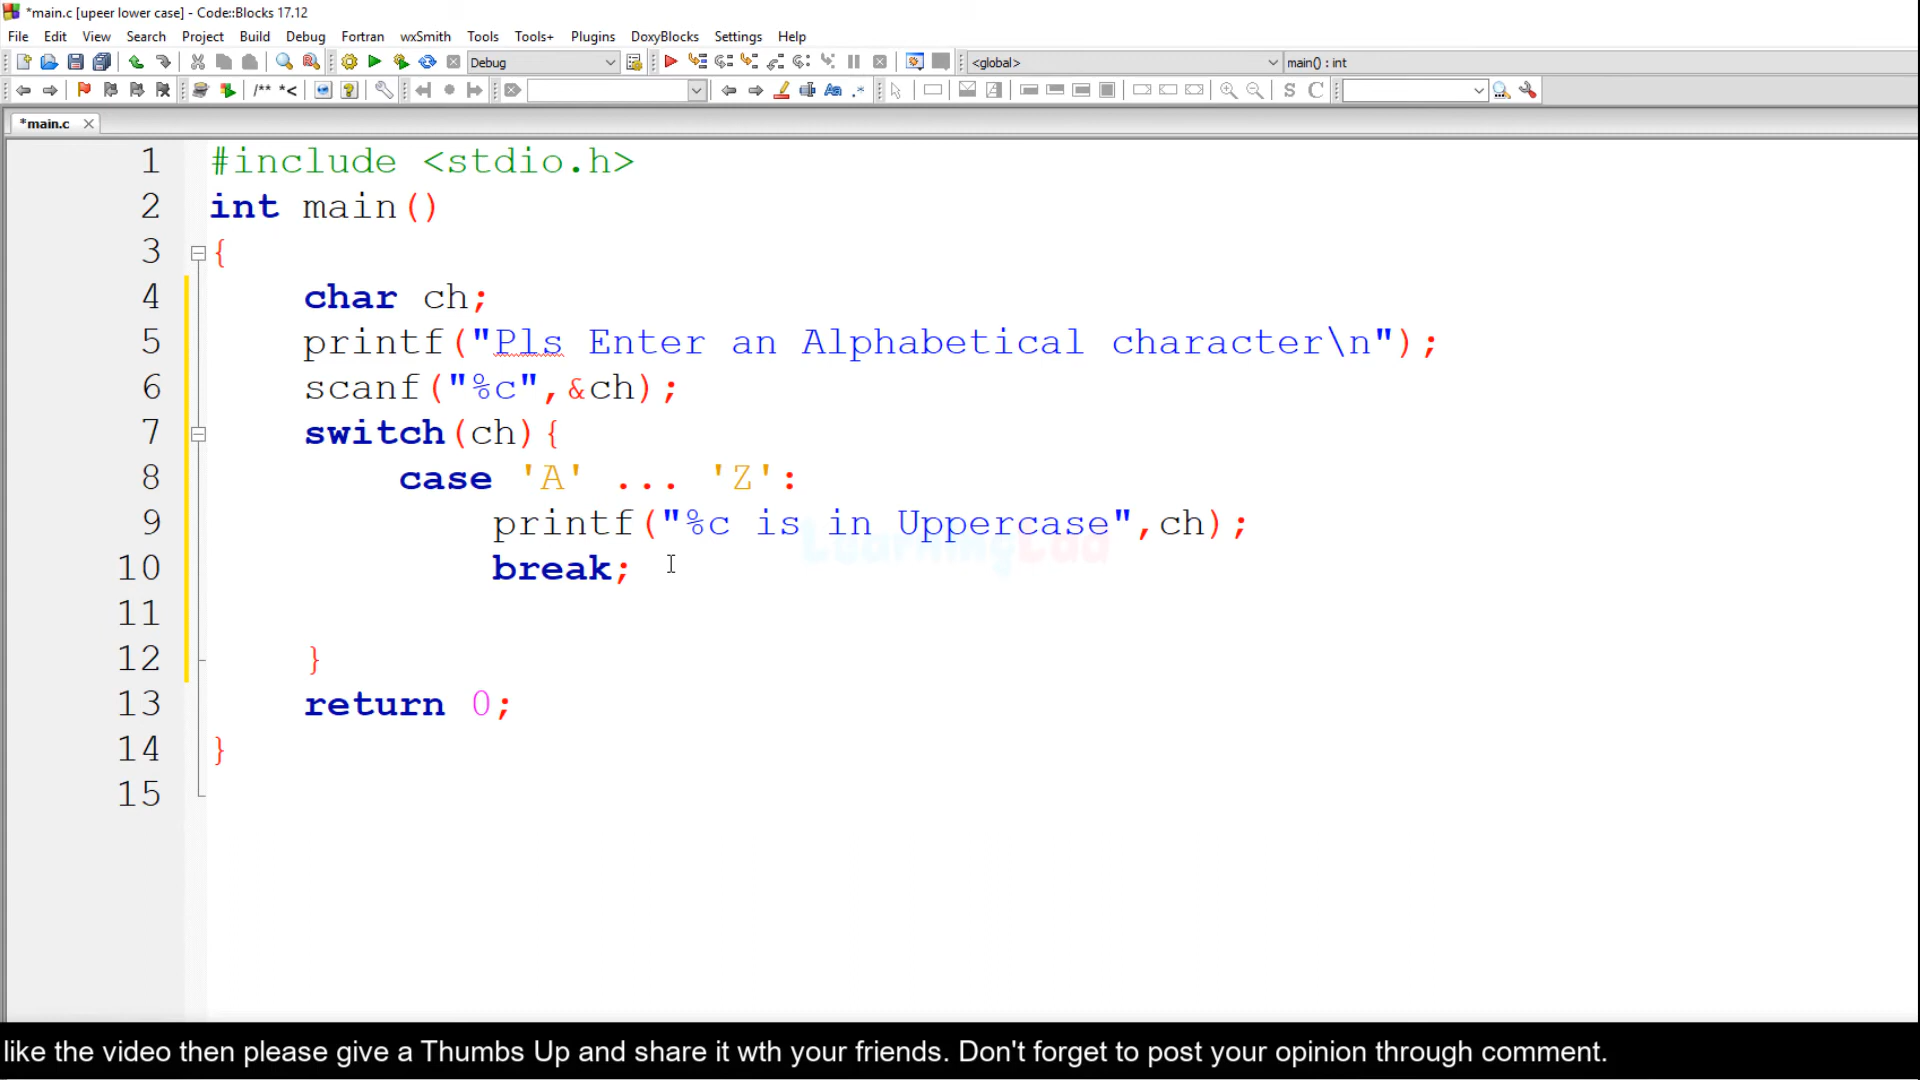 *main.c [upeer lower case] - Code::Blocks 17.12
File Edit View Search Project Build Debug Fortran wxSmith Tools Tools+ Plugins DoxyBlocks Settings Help
Debug <global> main() : int
/** *< Aa .* S C
*main.c
1 #include <stdio.h>
2 int main()
3 {
4 char ch;
5 printf("Pls Enter an Alphabetical character\n");
6 scanf("%c",&ch);
7 switch(ch){
8 case 'A' ... 'Z':
9 printf("%c is in Uppercase",ch);
LearningLad
10 break;
11
12 }
13 return 0;
14 }
15
like the video then please give a Thumbs Up and share it wth your friends. Don't forget to post your opinion through comment.